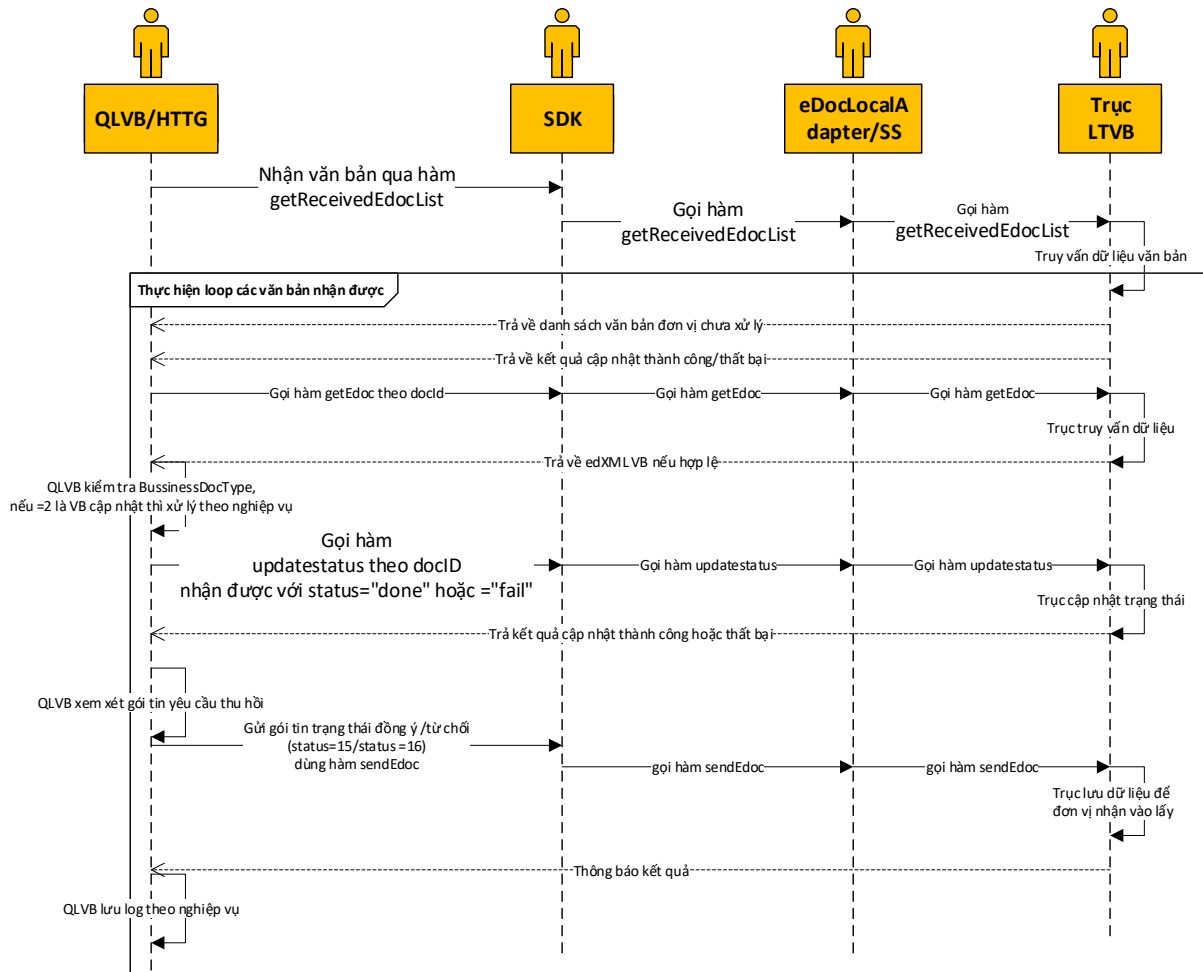 QLVB/HTTG
SDK
eDocLocalA
dapter/SS
Trục
LTVB
Nhận văn bản qua hàm
getReceivedEdocList
Gọi hàm
getReceivedEdocList
Gọi hàm
getReceivedEdocList
Truy vấn dữ liệu văn bản
Thực hiện loop các văn bản nhận được
Trả về danh sách văn bản đơn vị chưa xử lý
Trả về kết quả cập nhật thành công/thất bại
Gọi hàm getEdoc theo docId
Gọi hàm getEdoc
Gọi hàm getEdoc
Trục truy vấn dữ liệu
Trả về edXMLVB nếu hợp lệ
QLVB kiểm tra BussinessDocType,
nếu =2 là VB cập nhật thì xử lý theo nghiệp vụ
Gọi hàm
updatestatus theo docID
nhận được với status="done" hoặc ="fail"
Gọi hàm updatestatus
Gọi hàm updatestatus
Trục cập nhật trạng thái
Trả kết quả cập nhật thành công hoặc thất bại
QLVB xem xét gói tin yêu cầu thu hồi
Gửi gói tin trạng thái đồng ý /từ chối
(status=15/status =16)
dùng hàm sendEdoc
gọi hàm sendEdoc
gọi hàm sendEdoc
Trục lưu dữ liệu để
đơn vị nhận vào lấy
Thông báo kết quả
QLVB lưu log theo nghiệp vụ